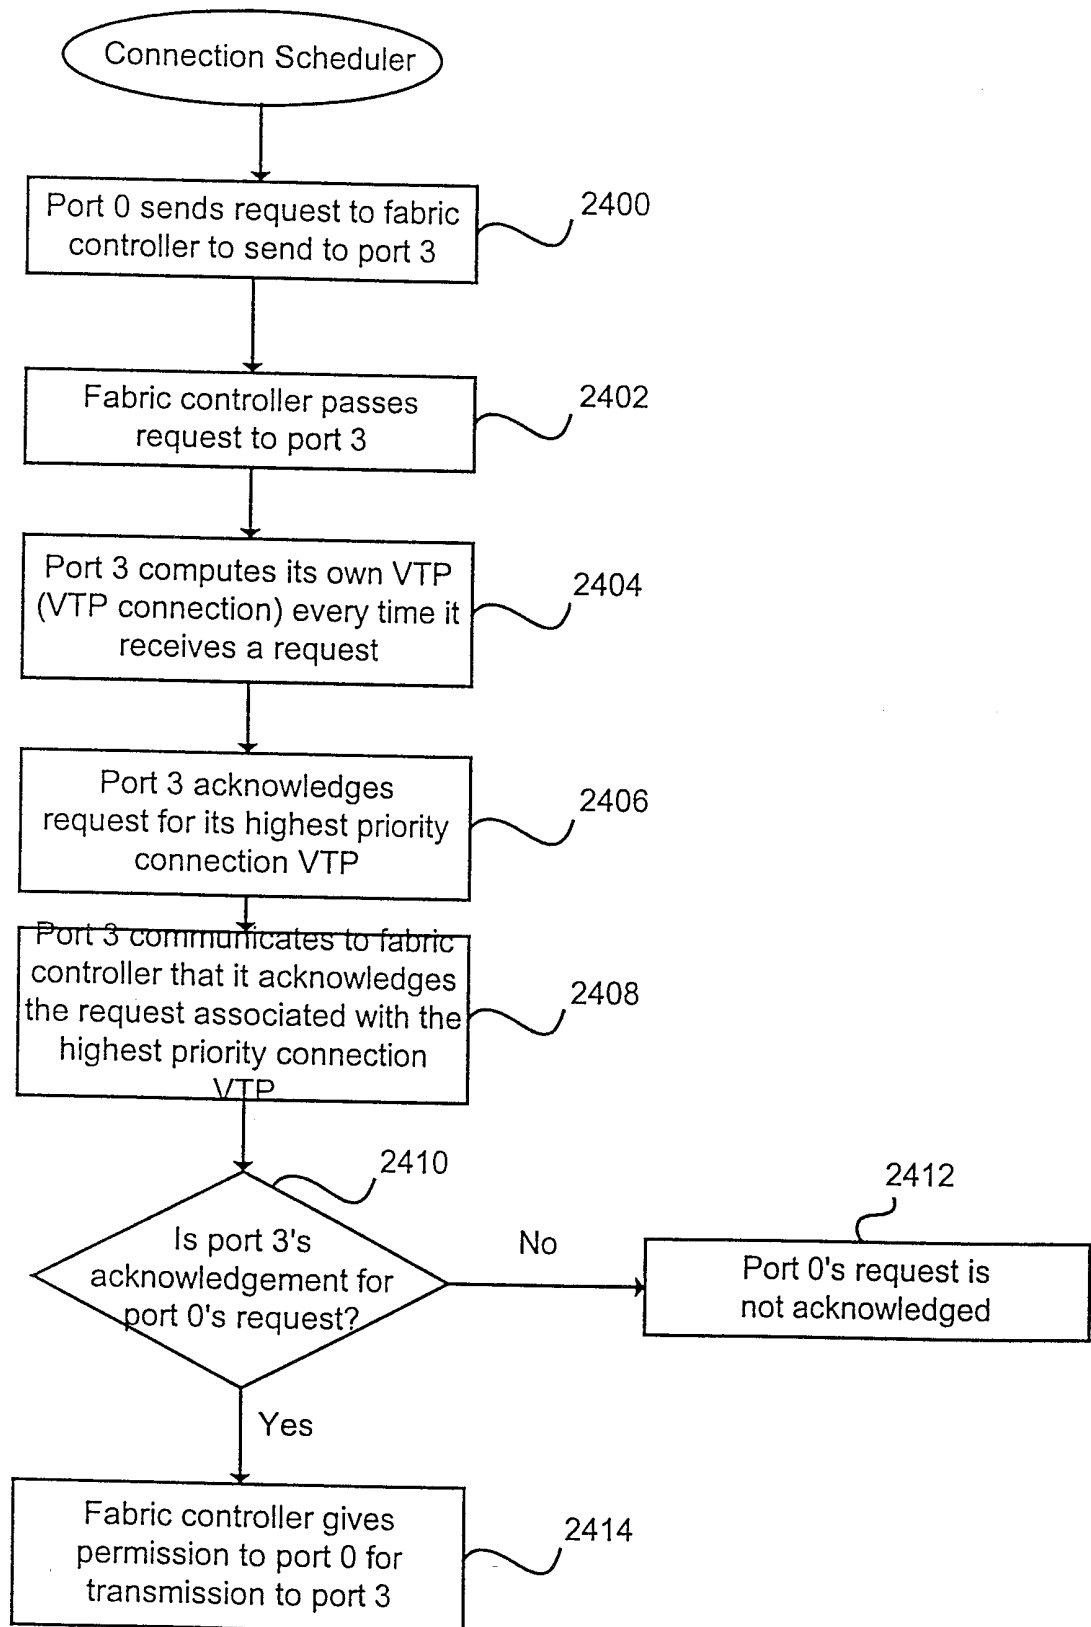 Connection Scheduler
Port 0 sends request to fabric
controller to send to port 3
2400
Fabric controller passes
request to port 3
2402
Port 3 computes its own VTP
(VTP connection) every time it
receives a request
2404
Port 3 acknowledges
request for its highest priority
connection VTP
2406
Port 3 communicates to fabric
controller that it acknowledges
the request associated with the
highest priority connection
VTP
2408
2410
Is port 3's
acknowledgement for
port 0's request?
No
2412
Port 0's request is
not acknowledged
Yes
Fabric controller gives
permission to port 0 for
transmission to port 3
2414